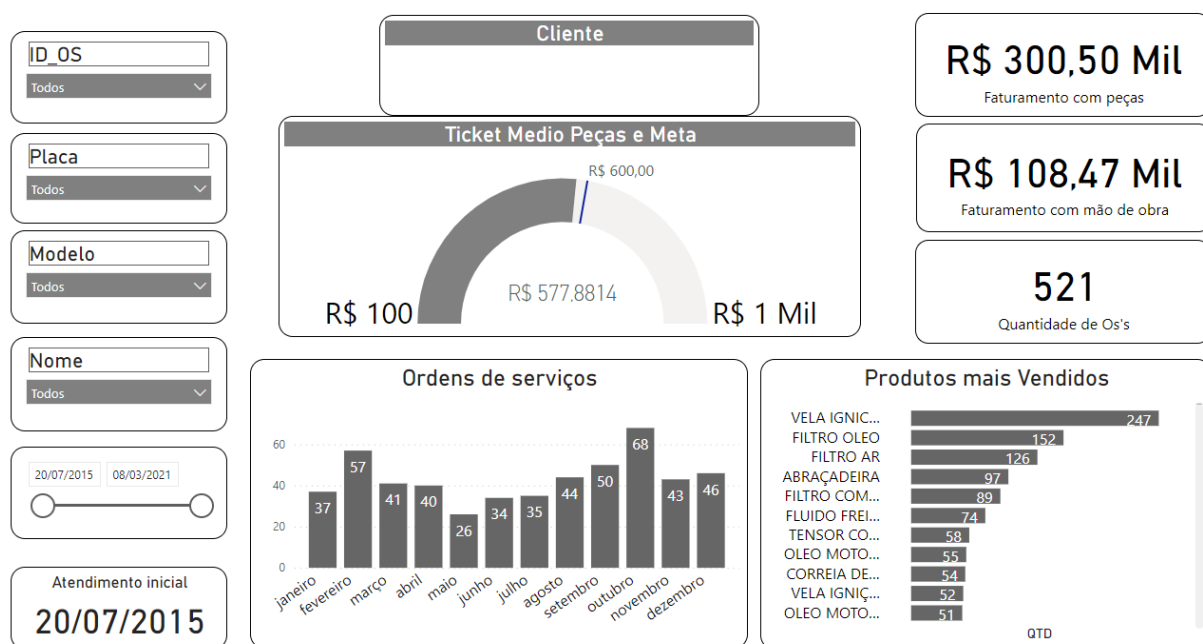 ID_OS
Todos
Placa
Todos
Modelo
Todos
Nome
Todos
20/07/2015 08/03/2021
Atendimento inicial
20/07/2015
Cliente
Ticket Medio Peças e Meta
R$ 600,00
R$ 577,8814
R$ 100
R$ 1 Mil
R$ 300,50 Mil
Faturamento com peças
R$ 108,47 Mil
Faturamento com mão de obra
521
Quantidade de Os's
Ordens de serviços
60
40
20
0
37
57
41
40
26
34
35
44
50
68
43
46
janeiro
fevereiro
março
abril
maio
junho
julho
agosto
setembro
outubro
novembro
dezembro
Produtos mais Vendidos
VELA IGNIC... 247
FILTRO OLEO 152
FILTRO AR 126
ABRAÇADEIRA 97
FILTRO COM... 89
FLUIDO FREI... 74
TENSOR CO... 58
OLEO MOTO... 55
CORREIA DE... 54
VELA IGNIÇ... 52
OLEO MOTO... 51
QTD